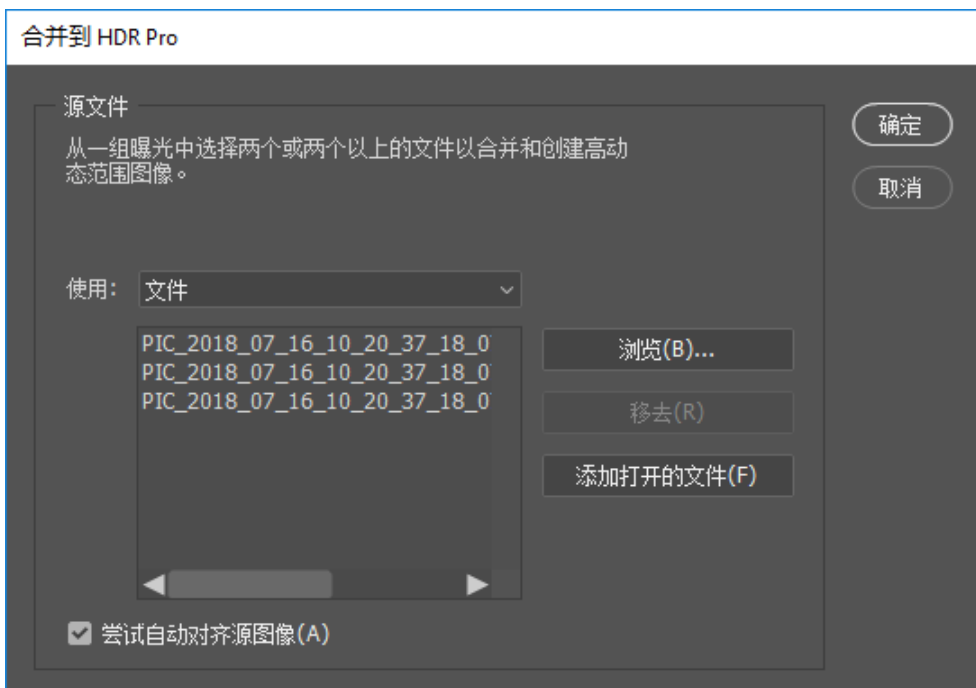 合并到 HDR Pro
源文件
从一组曝光中选择两个或两个以上的文件以合并和创建高动
态范围图像。
确定
取消
使用: 文件
PIC_2018_07_16_10_20_37_18_0
PIC_2018_07_16_10_20_37_18_0
PIC_2018_07_16_10_20_37_18_0
浏览(B)...
移去(R)
添加打开的文件(F)
尝试自动对齐源图像(A)